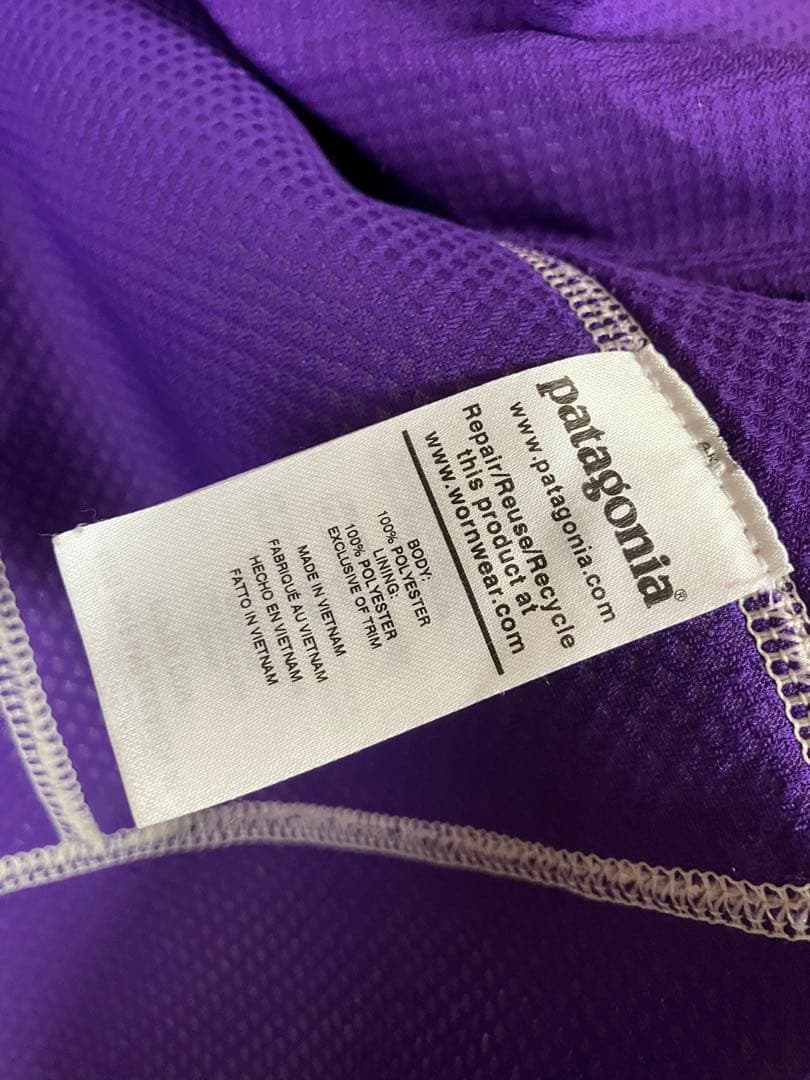 patagonia®
www.patagonia.com
Repair/Reuse/Recycle
this product at
www.wornwear.com
BODY:
100% POLYESTER
LINING:
100% POLYESTER
EXCLUSIVE OF TRIM
MADE IN VIETNAM
FABRIQUÉ AU VIETNAM
HECHO EN VIETNAM
FATTO IN VIETNAM